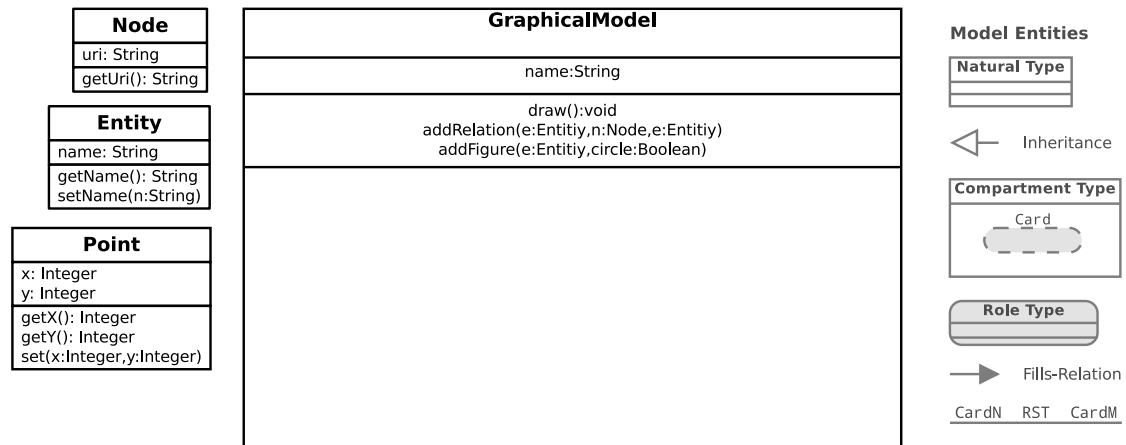 Node
uri: String
getUri(): String
Entity
name: String
getName(): String
setName(n:String)
Point
x: Integer
y: Integer
getX(): Integer
getY(): Integer
set(x:Integer,y:Integer)
GraphicalModel
name:String
draw():void
addRelation(e:Entitiy,n:Node,e:Entitiy)
addFigure(e:Entity,circle:Boolean)
Model Entities
Natural Type
Inheritance
Compartment Type
Card
Role Type
Fills-Relation
CardN RST CardM